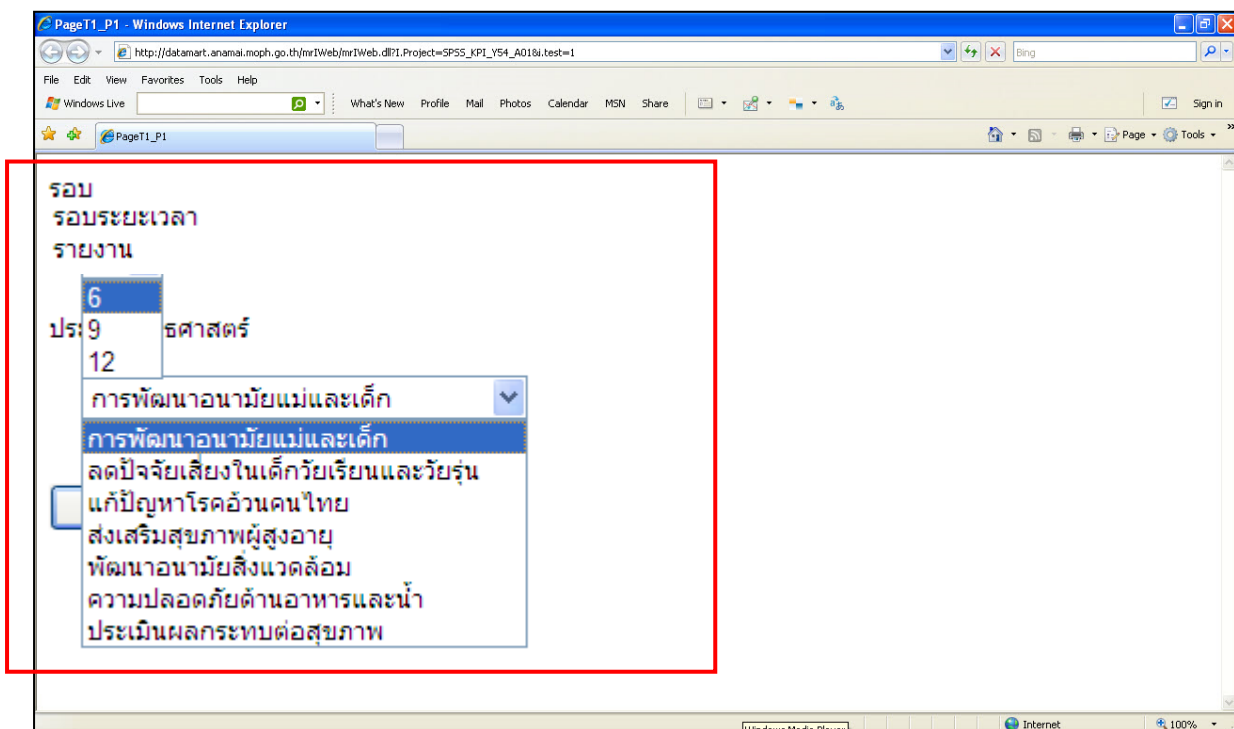 PageT1_P1 - Windows Internet Explorer
http://datamart.anamai.moph.go.th/mrIWeb/mrIWeb.dll?I.Project=SPSS_KPI_Y54_A01&i.test=1
Bing
File Edit View Favorites Tools Help
Windows Live What's New Profile Mail Photos Calendar MSN Share Sign in
PageT1_P1 Page Tools
รอบ
รอบระยะเวลา
รายงาน
6
9
12
การพัฒนาอนามัยแม่และเด็ก
การพัฒนาอนามัยแม่และเด็ก
ลดปัจจัยเสี่ยงในเด็กวัยเรียนและวัยรุ่น
แก้ปัญหาโรคอ้วนคนไทย
ส่งเสริมสุขภาพผู้สูงอายุ
พัฒนาอนามัยสิ่งแวดล้อม
ความปลอดภัยด้านอาหารและน้ำ
ประเมินผลกระทบต่อสุขภาพ
Internet 100%